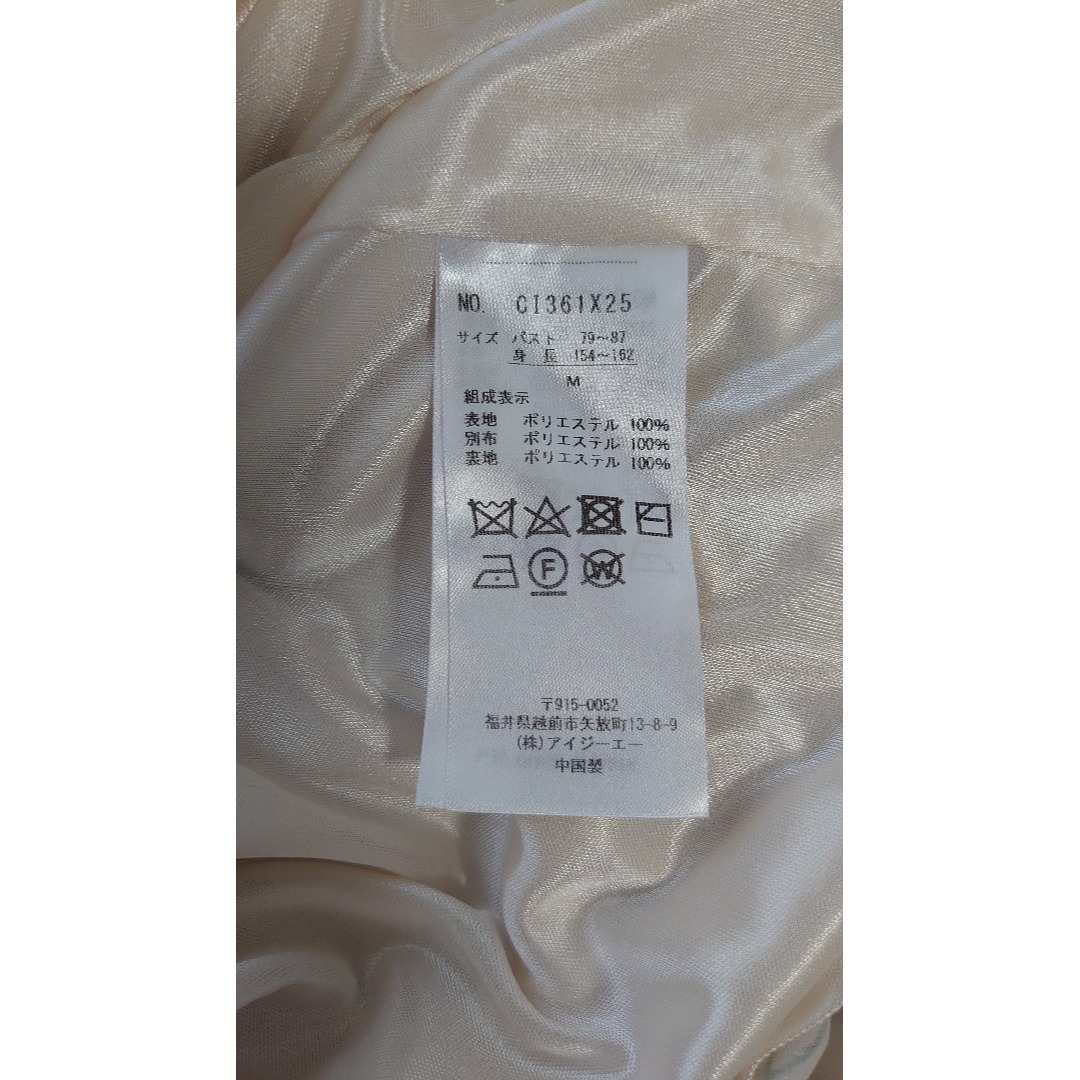 NO. CI361X25
サイズ バスト 79~87
身長 154~162
M
組成表示
表地 ポリエステル 100%
別布 ポリエステル 100%
裏地 ポリエステル 100%
F
W
〒915-0052
福井県越前市矢放町13-8-9
(株)アイジーエー
中国製